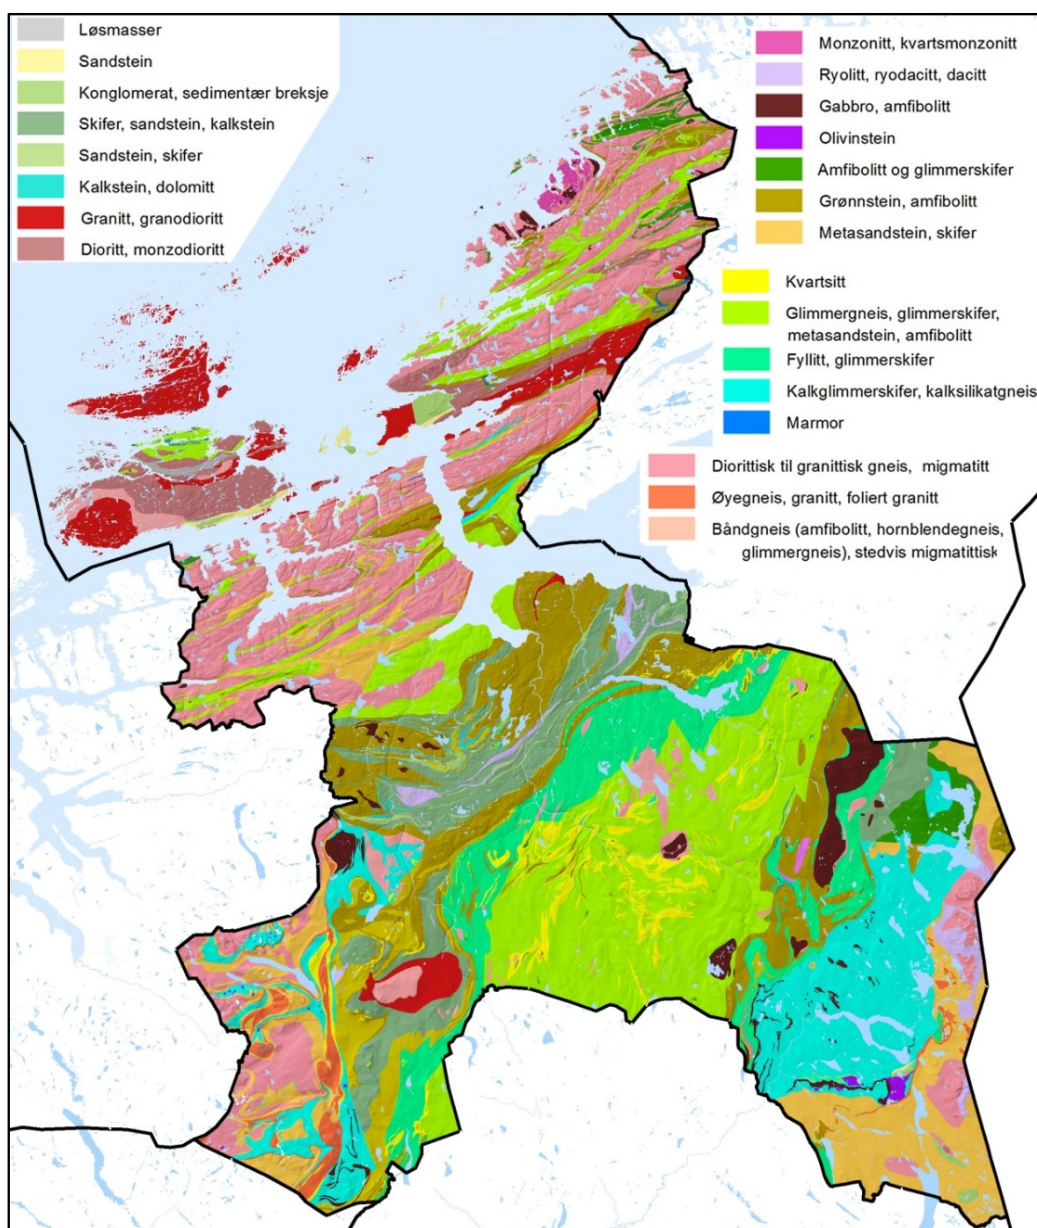 Løsmasser
Sandstein
Konglomerat, sedimentær breksje
Skifer, sandstein, kalkstein
Sandstein, skifer
Kalkstein, dolomitt
Granitt, granodioritt
Dioritt, monzodioritt
Monzonitt, kvartsmonzonitt
Ryolitt, ryodacitt, dacitt
Gabbro, amfibolitt
Olivinstein
Amfibolitt og glimmerskifer
Grønnstein, amfibolitt
Metasandstein, skifer
Kvartsitt
Glimmergneis, glimmerskifer,
metasandstein, amfibolitt
Fyllitt, glimmerskifer
Kalkglimmerskifer, kalksilikatgneis
Marmor
Diorittisk til granittisk gneis, migmatitt
Øyegneis, granitt, foliert granitt
Båndgneis (amfibolitt, hornblendegneis,
glimmergneis), stedvis migmatittisk